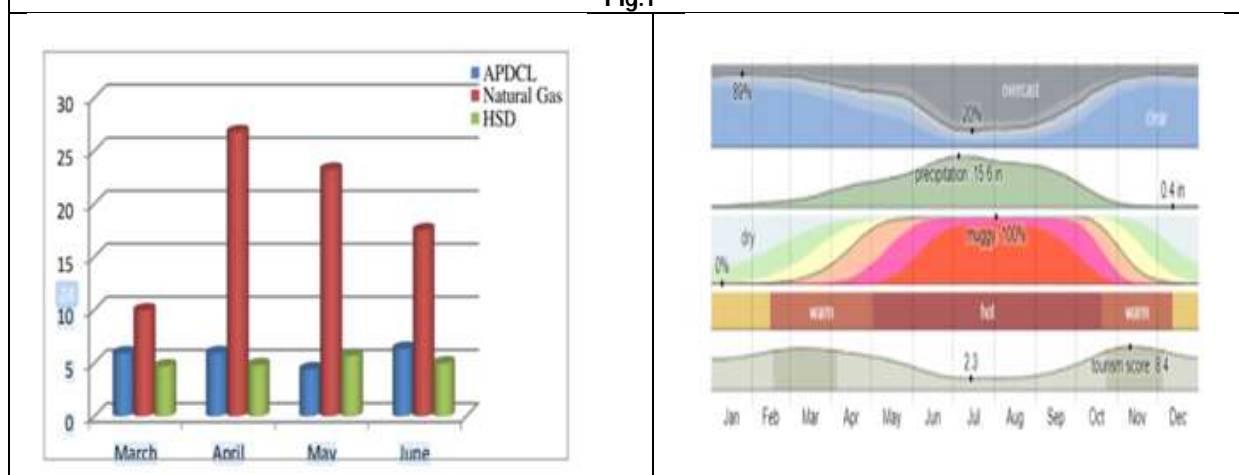 Fig.1
APDCL
Natural Gas
HSD
30
25
20
15
10
5
0
March
April
May
June
89%
overcast
20%
clear
precipitation 15.6 in
0.4 in
dry
muggy 100%
0%
warm
hot
warm
2.3
tourism score 8.4
Jan Feb Mar Apr May Jun Jul Aug Sep Oct Nov Dec